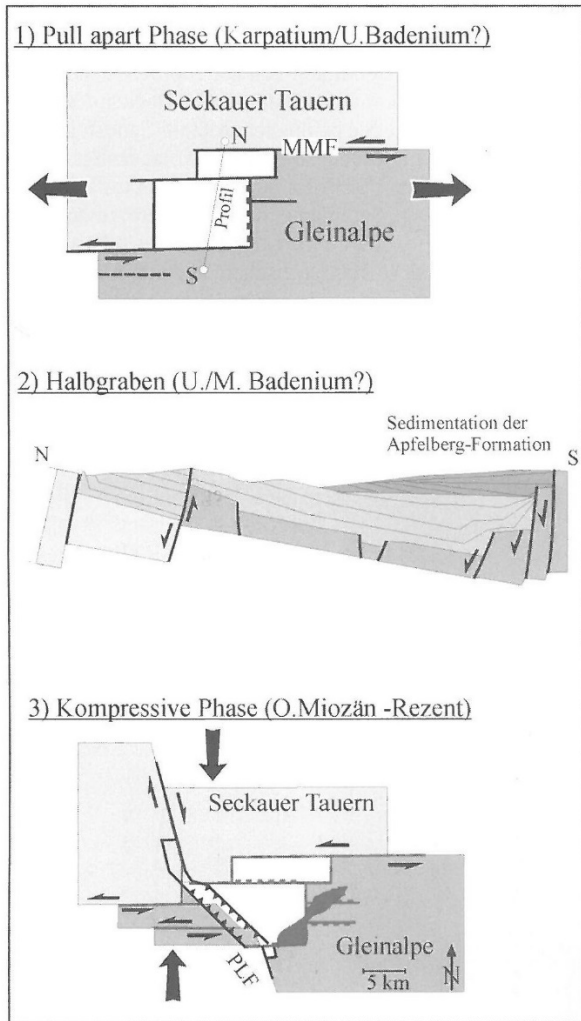 1) Pull apart Phase (Karpatium/U.Badenium?)
Seckauer Tauern
N
MMF
Profil
Gleinalpe
S
2) Halbgraben (U./M. Badenium?)
Sedimentation der
Apfelberg-Formation
N
S
3) Kompressive Phase (O.Miozän -Rezent)
Seckauer Tauern
Gleinalpe
PLF
5 km
N